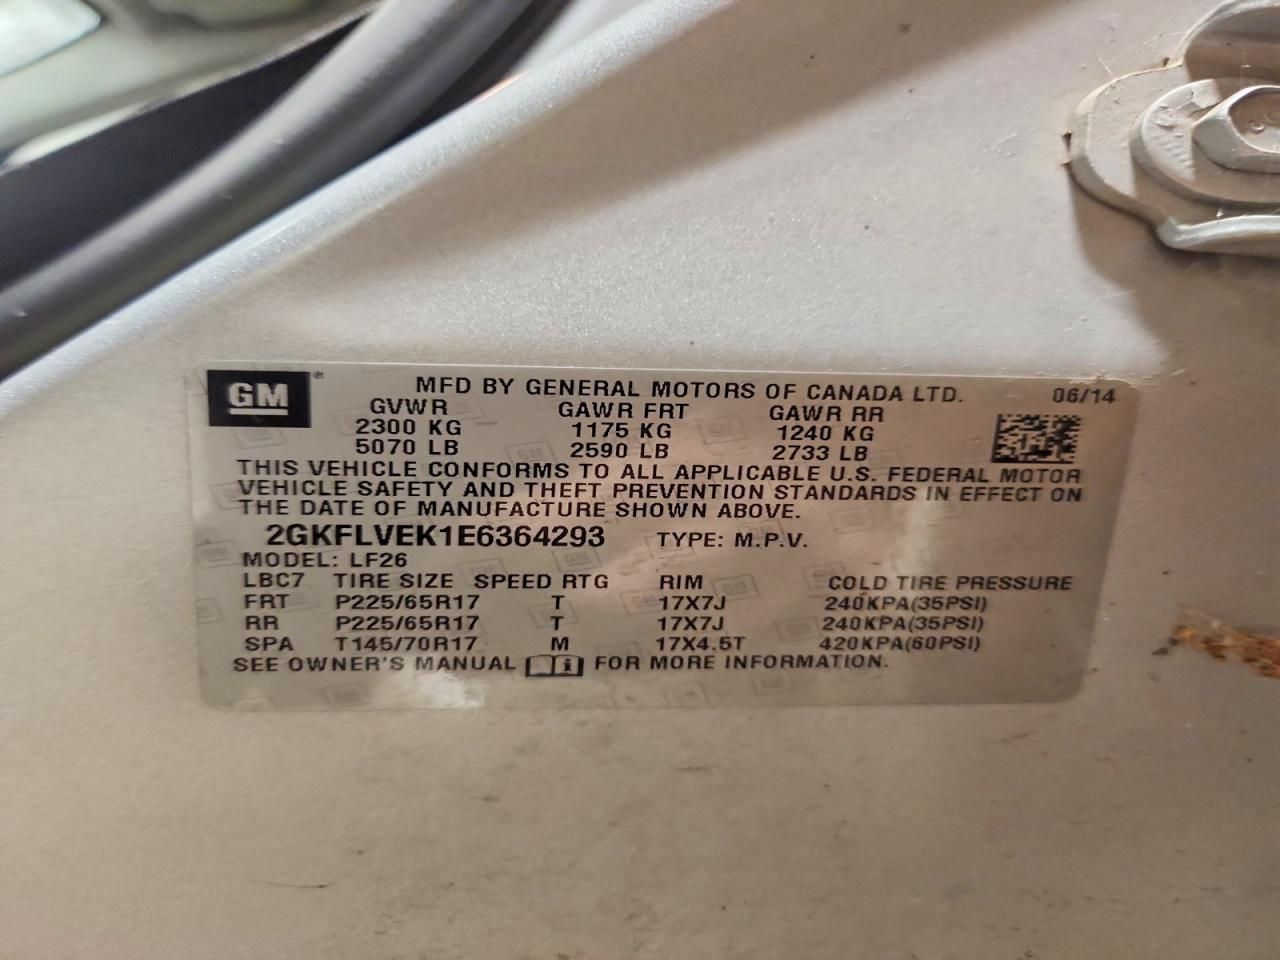 GM ® MFD BY GENERAL MOTORS OF CANADA LTD. 06/14
GVWR GAWR FRT GAWR RR
2300 KG 1175 KG 1240 KG
5070 LB 2590 LB 2733 LB
THIS VEHICLE CONFORMS TO ALL APPLICABLE U.S. FEDERAL MOTOR
VEHICLE SAFETY AND THEFT PREVENTION STANDARDS IN EFFECT ON
THE DATE OF MANUFACTURE SHOWN ABOVE.
2GKFLVEK1E6364293 TYPE: M.P.V.
MODEL: LF26
LBC7 TIRE SIZE SPEED RTG RIM COLD TIRE PRESSURE
FRT P225/65R17 T 17X7J 240KPA(35PSI)
RR P225/65R17 T 17X7J 240KPA(35PSI)
SPA T145/70R17 M 17X4.5T 420KPA(60PSI)
SEE OWNER'S MANUAL i FOR MORE INFORMATION.